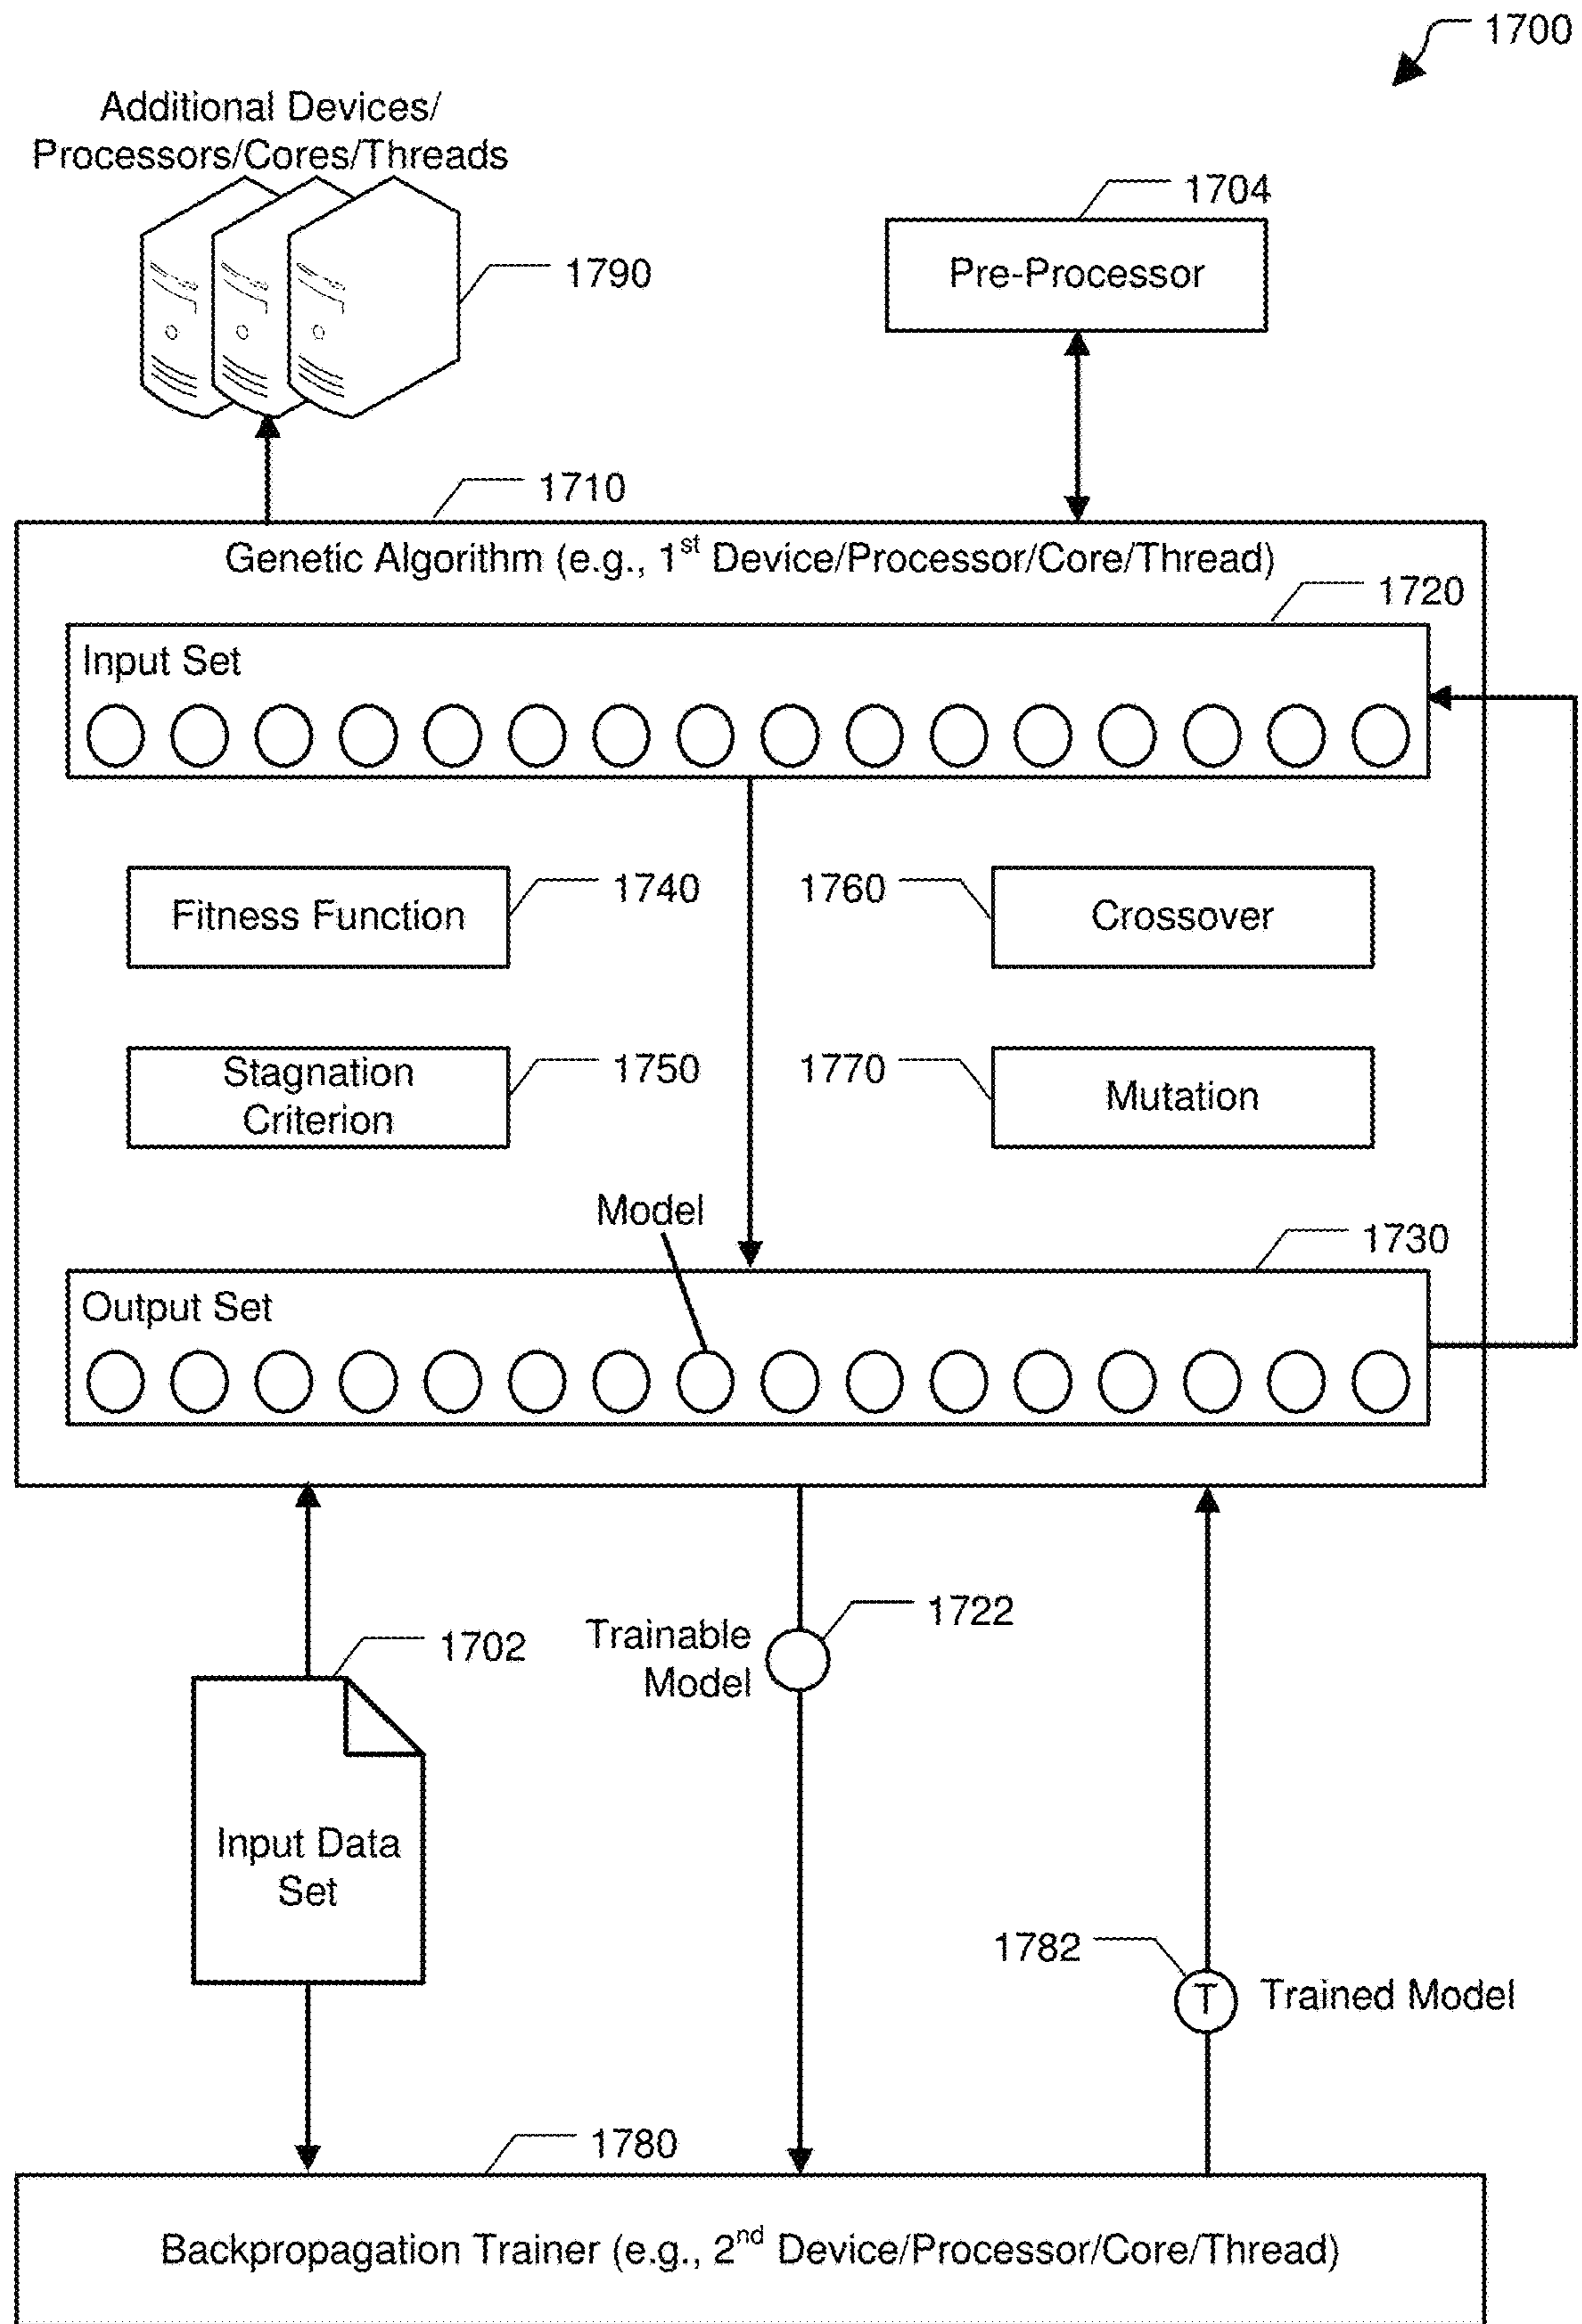 1700
Additional Devices/
Processors/Cores/Threads
1704
Pre-Processor
1790
1710
Genetic Algorithm (e.g., 1st Device/Processor/Core/Thread)
1720
Input Set
1740
1760
Fitness Function
Crossover
Stagnation
Criterion
1750
1770
Mutation
Model
1730
Output Set
1722
Trainable
Model
1702
Input Data
Set
1782
T
Trained Model
1780
Backpropagation Trainer (e.g., 2nd Device/Processor/Core/Thread)